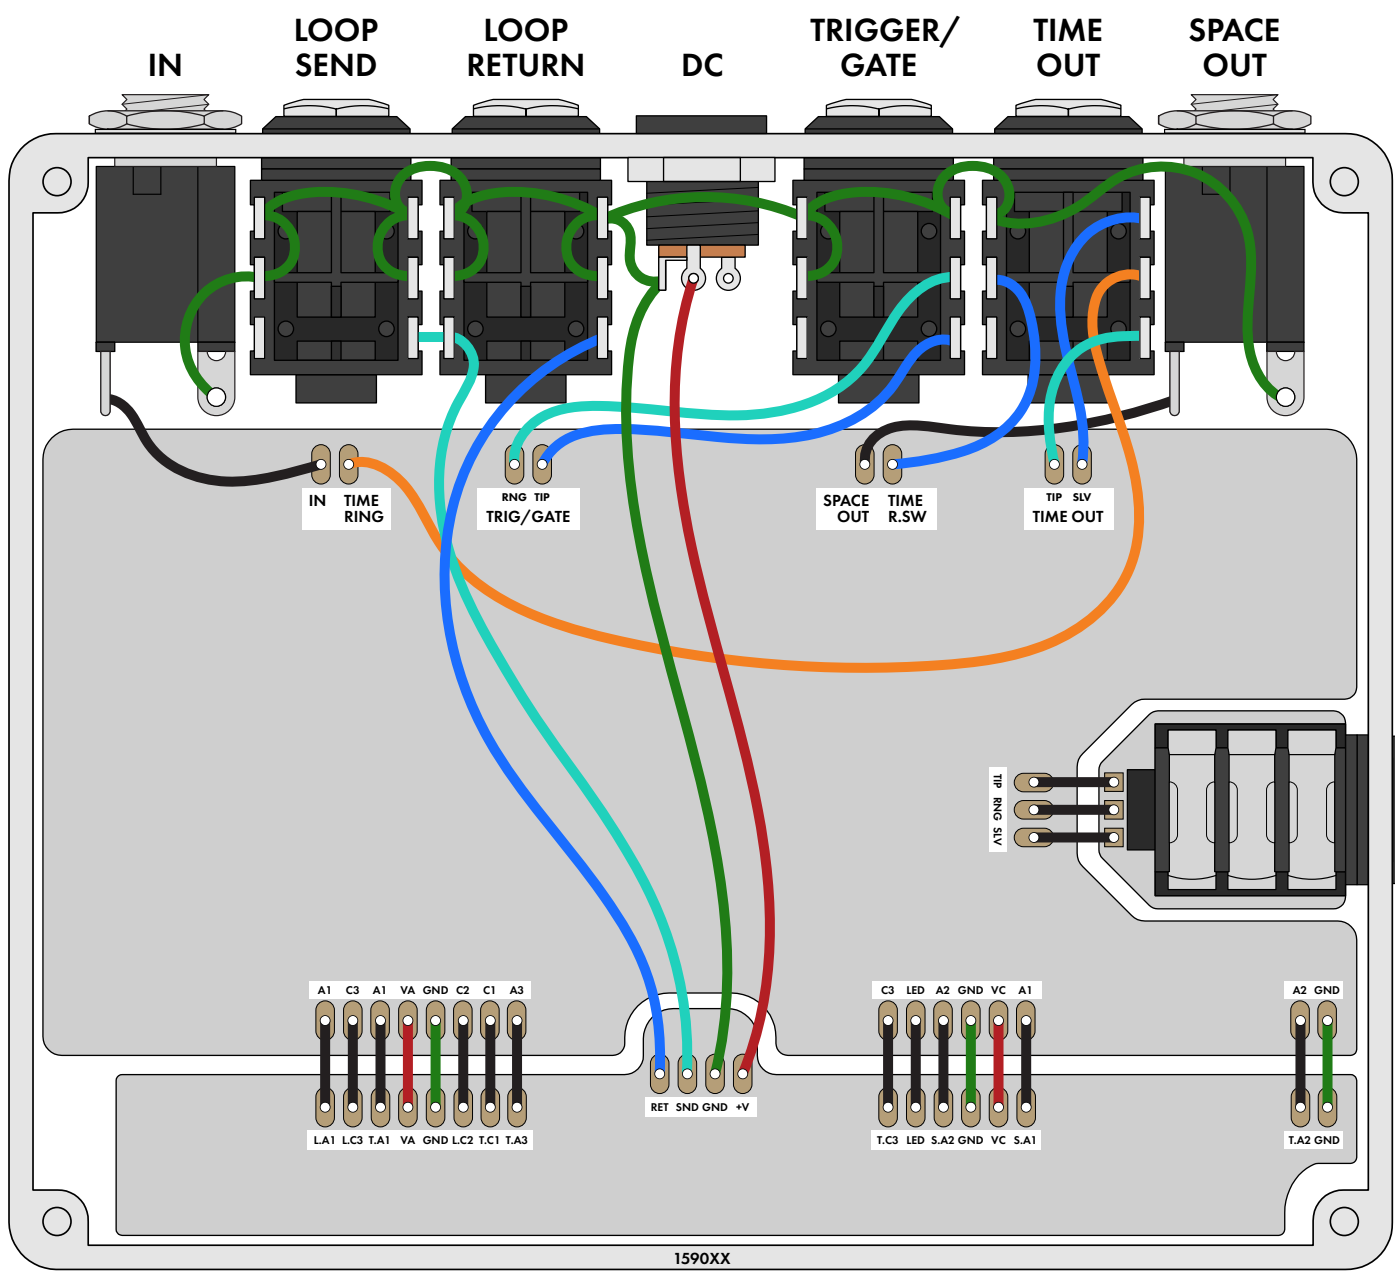 IN
LOOP
SEND
LOOP
RETURN
DC
TRIGGER/
GATE
TIME
OUT
SPACE
OUT
IN TIME
RING
RNG TIP
TRIG/GATE
SPACE TIME
OUT R.SW
TIP SLV
TIME OUT
TIP RNG SLV
A1 C3 A1 VA GND C2 C1 A3
C3 LED A2 GND VC A1
A2 GND
RET SND GND +V
L.A1 L.C3 T.A1 VA GND L.C2 T.C1 T.A3
T.C3 LED S.A2 GND VC S.A1
T.A2 GND
1590XX